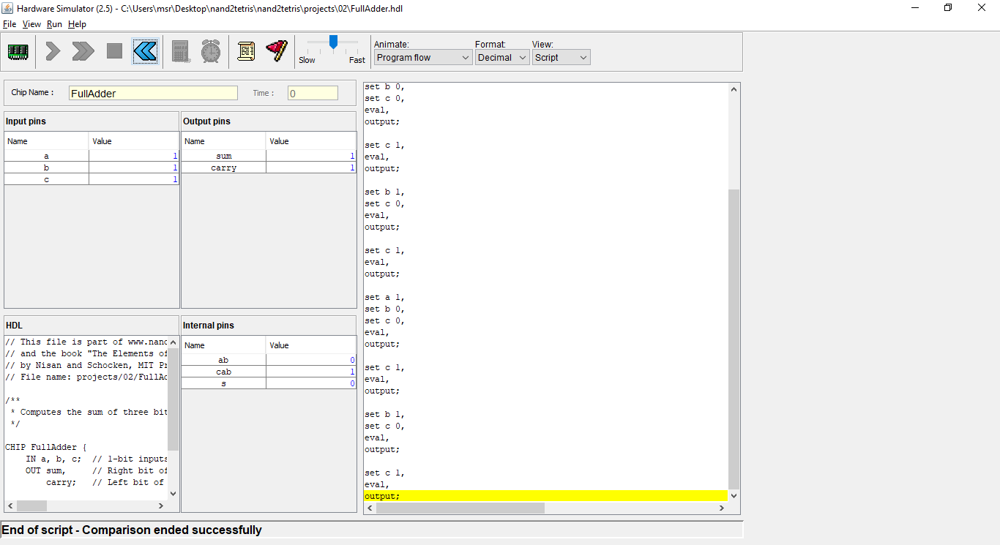 Hardware Simulator (2.5) - C:\Users\msr\Desktop\nand2tetris\nand2tetris\projects\02\FullAdder.hdl
File View Run Help
Animate: Format: View:
Slow Fast Program flow Decimal Script
Chip Name : FullAdder Time : 0
Input pins
Name Value
a 1
b 1
c 1
Output pins
Name Value
sum 1
carry 1
HDL
// This file is part of www.nand
// and the book "The Elements of
// by Nisan and Schocken, MIT Pr
// File name: projects/02/FullAd
/**
* Computes the sum of three bit
*/
CHIP FullAdder {
IN a, b, c; // 1-bit inputs
OUT sum, // Right bit of
carry; // Left bit of
Internal pins
Name Value
ab 0
cab 1
s 0
set b 0,
set c 0,
eval,
output;
set c 1,
eval,
output;
set b 1,
set c 0,
eval,
output;
set c 1,
eval,
output;
set a 1,
set b 0,
set c 0,
eval,
output;
set c 1,
eval,
output;
set b 1,
set c 0,
eval,
output;
set c 1,
eval,
output;
End of script - Comparison ended successfully